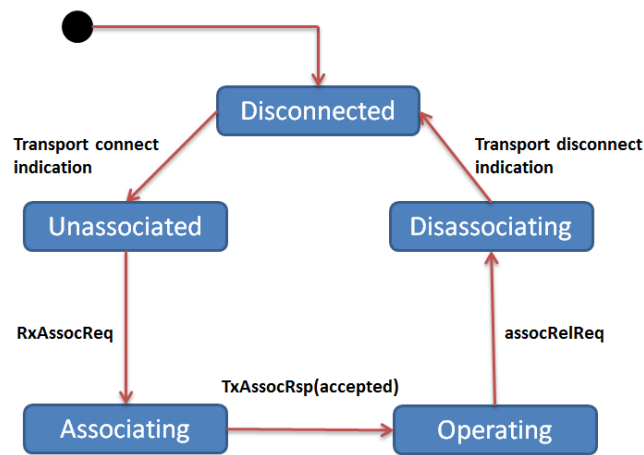 Disconnected
Transport connect
indication
Transport disconnect
indication
Unassociated
Disassociating
RxAssocReq
assocRelReq
TxAssocRsp(accepted)
Associating
Operating